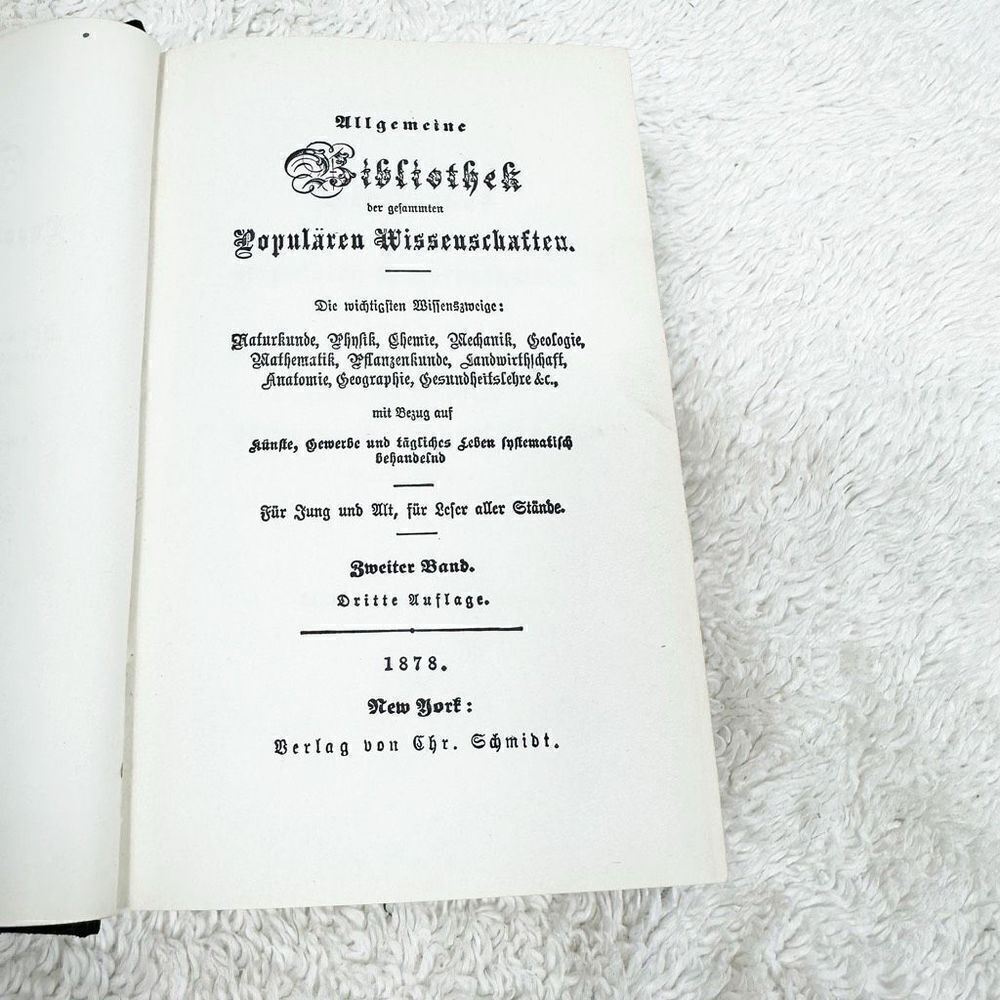 Allgemeine
Bibliothek
der gesammten
Populären Wissenschaften.
Die wichtigsten Wissenszweige:
Naturkunde, Physik, Chemie, Mechanik, Geologie,
Mathematik, Pflanzenkunde, Landwirthschaft,
Anatomie, Geographie, Gesundheitslehre &c.,
mit Bezug auf
Künste, Gewerbe und tägliches Leben systematisch
behandelnd
Für Jung und Alt, für Leser aller Stände.
Zweiter Band.
Dritte Auflage.
1878.
New York:
Verlag von Chr. Schmidt.